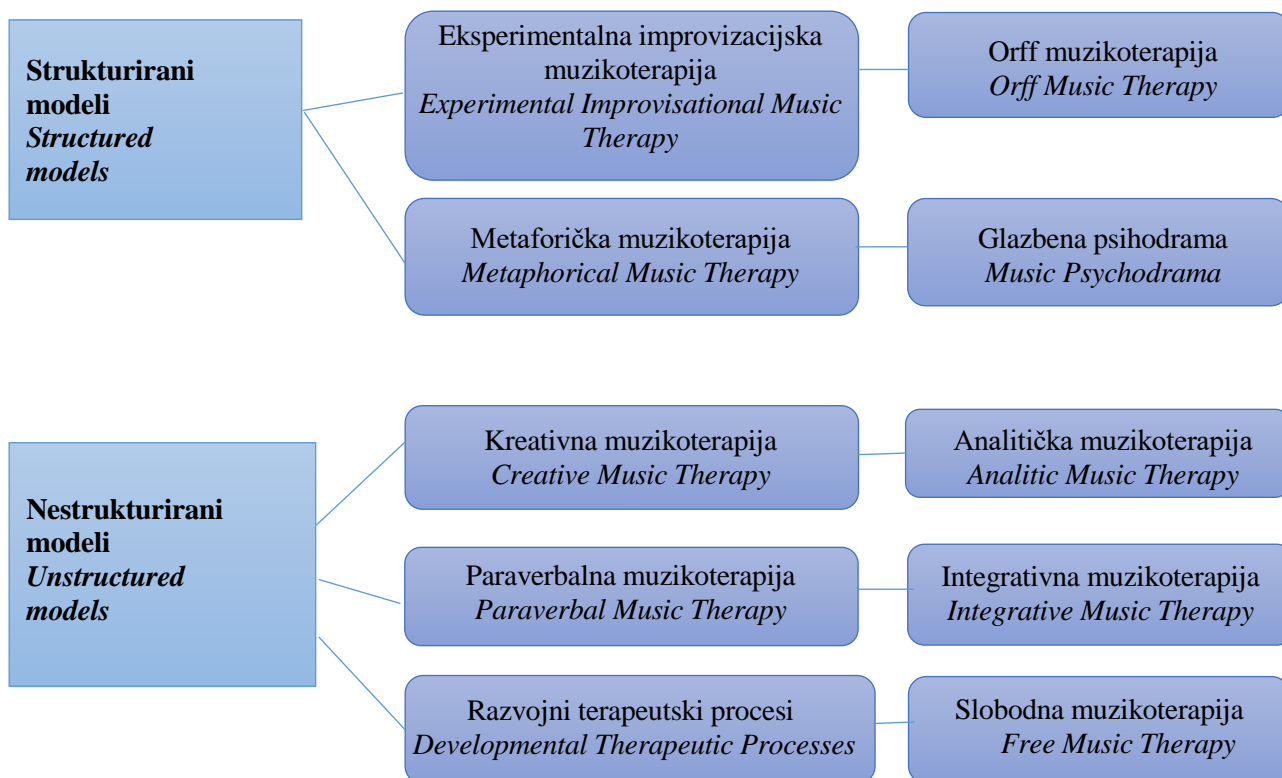 Strukturirani
modeli
Structured
models
Eksperimentalna improvizacijska
muzikoterapija
Experimental Improvisational Music
Therapy
Orff muzikoterapija
Orff Music Therapy
Metaforička muzikoterapija
Metaphorical Music Therapy
Glazbena psihodrama
Music Psychodrama
Nestrukturirani
modeli
Unstructured
models
Kreativna muzikoterapija
Creative Music Therapy
Analitička muzikoterapija
Analitic Music Therapy
Paraverbalna muzikoterapija
Paraverbal Music Therapy
Integrativna muzikoterapija
Integrative Music Therapy
Razvojni terapeutski procesi
Developmental Therapeutic Processes
Slobodna muzikoterapija
Free Music Therapy